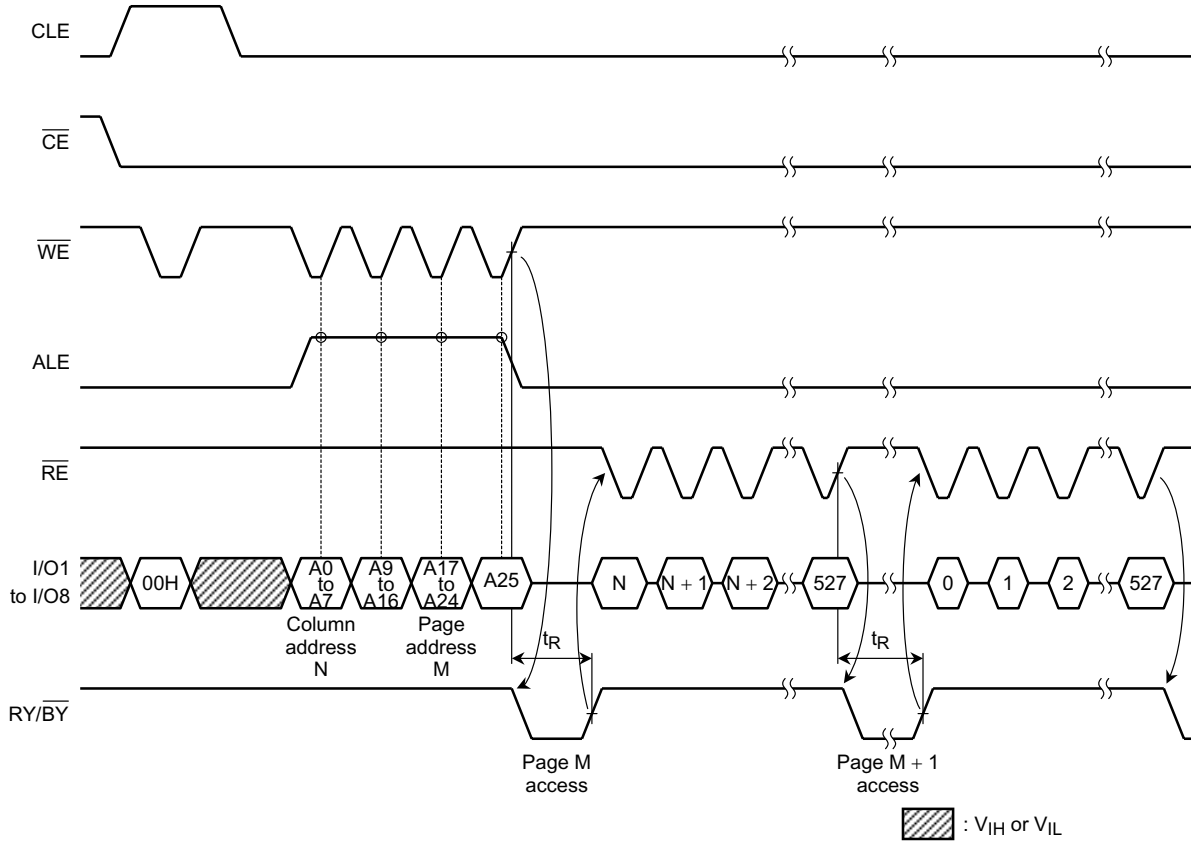 CLE
CE
WE
ALE
RE
I/O1
to I/O8
00H
A0
to
A7
A9
to
A16
A17
to
A24
A25
N
N + 1
N + 2
527
0
1
2
527
Column
address
N
Page
address
M
tR
tR
RY/BY
Page M
access
Page M + 1
access
: VIH or VIL